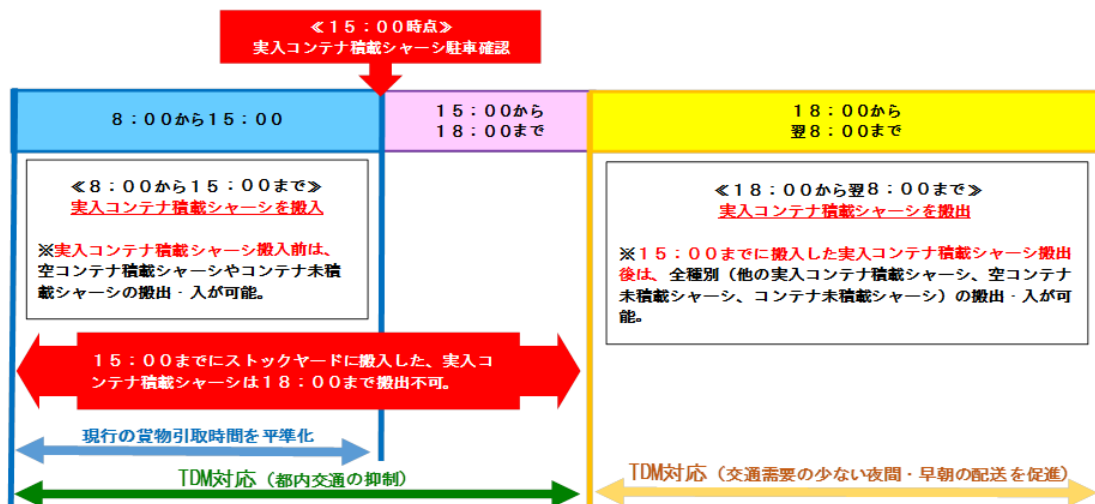 ≪１５：００時点≫
実入コンテナ積載シャーシ駐車確認
８：００から１５：００
１５：００から
１８：００まで
１８：００から
翌８：００まで
≪８：００から１５：００まで≫
実入コンテナ積載シャーシを搬入
※実入コンテナ積載シャーシ搬入前は、
空コンテナ積載シャーシやコンテナ未積
載シャーシの搬出‐入が可能。
≪１８：００から翌８：００まで≫
実入コンテナ積載シャーシを搬出
※１５：００までに搬入した実入コンテナ積載シャーシ搬出
後は、全種別（他の実入コンテナ積載シャーシ、空コンテナ
未積載シャーシ、コンテナ未積載シャーシ）の搬出‐入が可
能。
１５：００までにストックヤードに搬入した、実入コ
ンテナ積載シャーシは１８：００まで搬出不可。
現行の貨物引取時間を平準化
TDM対応（都内交通の抑制）
TDM対応（交通需要の少ない夜間・早朝の配送を促進）